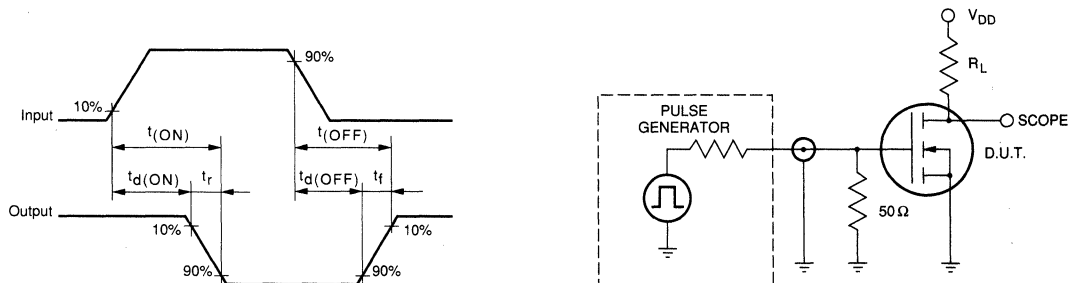 Input
10%
90%
t(ON)
t(OFF)
td(ON)
tr
td(OFF)
tf
Output
10%
90%
90%
10%
PULSE
GENERATOR
VDD
RL
SCOPE
D.U.T.
50Ω